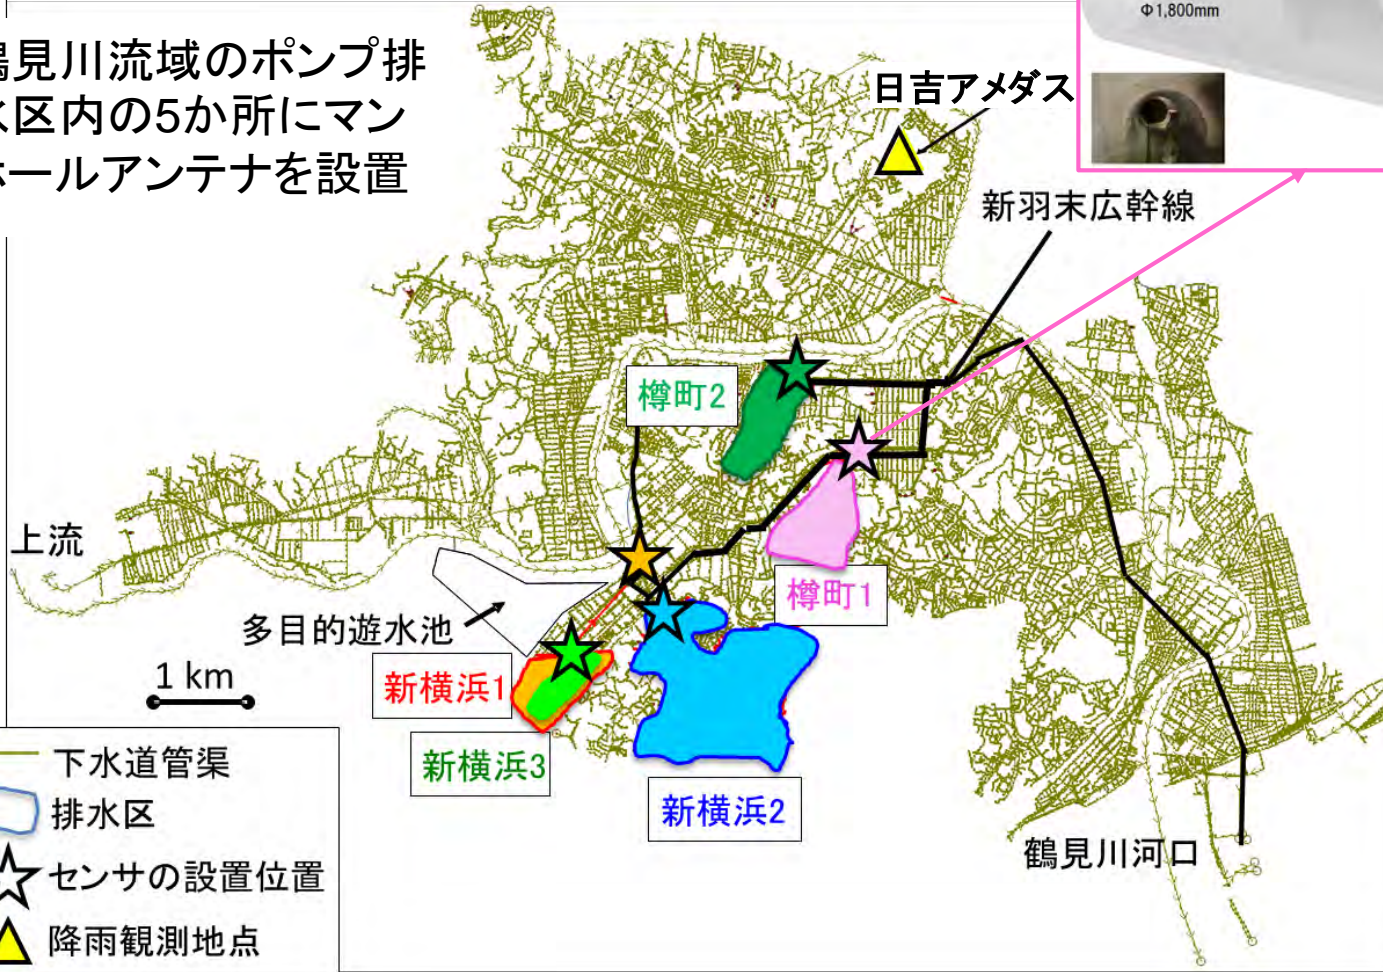 鶴見川流域のポンプ排
水区内の5か所にマン
ホールアンテナを設置
Φ1,800mm
日吉アメダス
新羽末広幹線
樽町2
樽町1
上流
多目的遊水池
1 km
新横浜1
新横浜3
新横浜2
鶴見川河口
下水道管渠
排水区
センサの設置位置
降雨観測地点